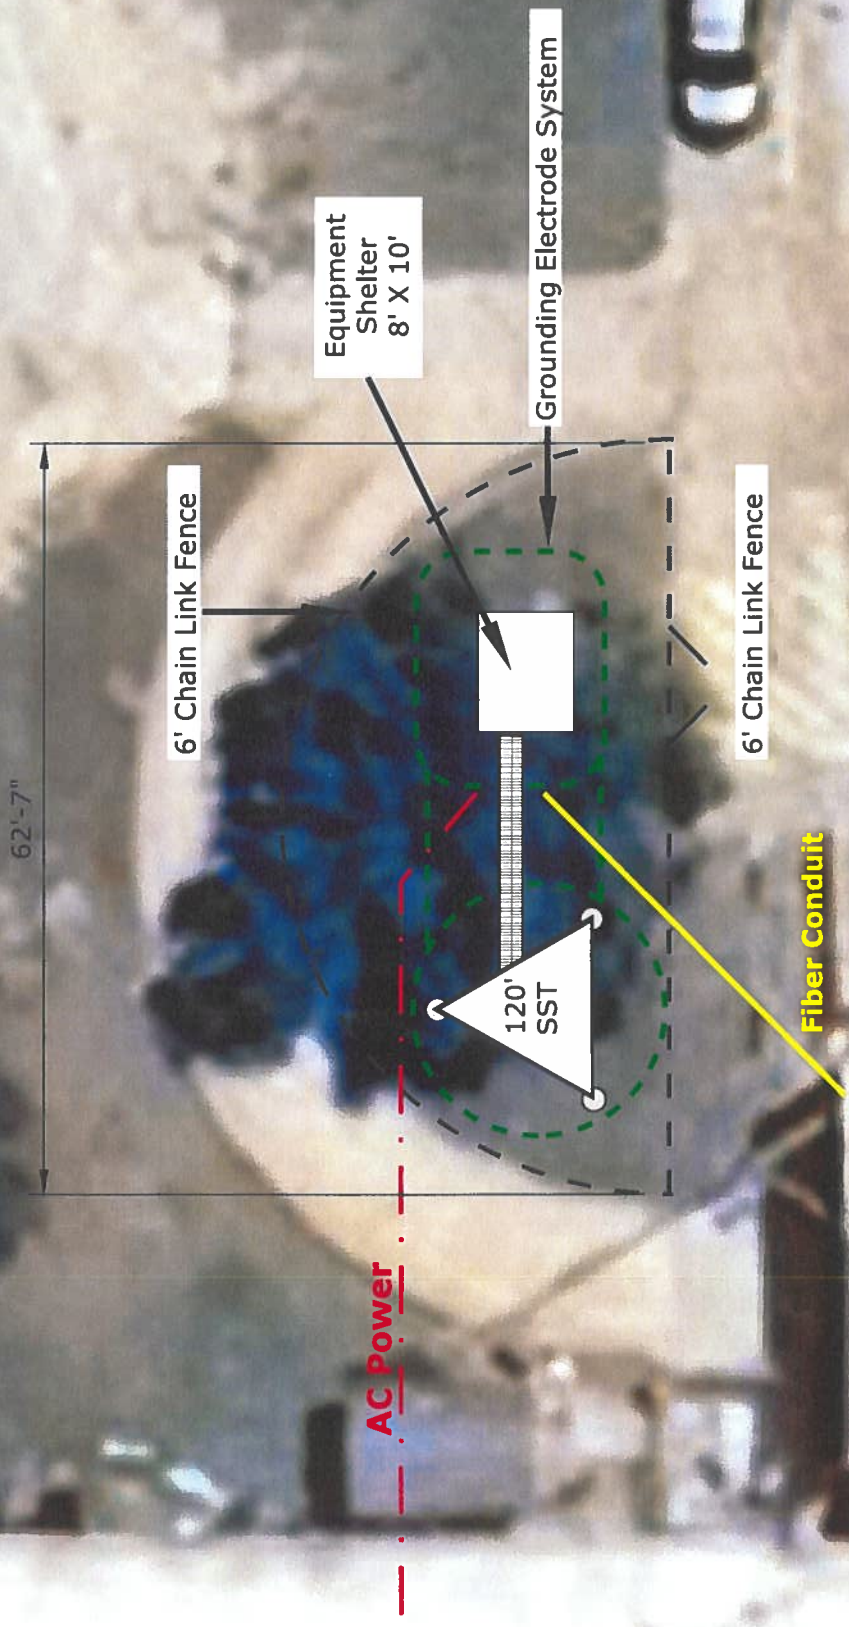 62'-7"
6' Chain Link Fence
Equipment
Shelter
8' X 10'
Grounding Electrode System
AC Power
120'
SST
6' Chain Link Fence
Fiber Conduit